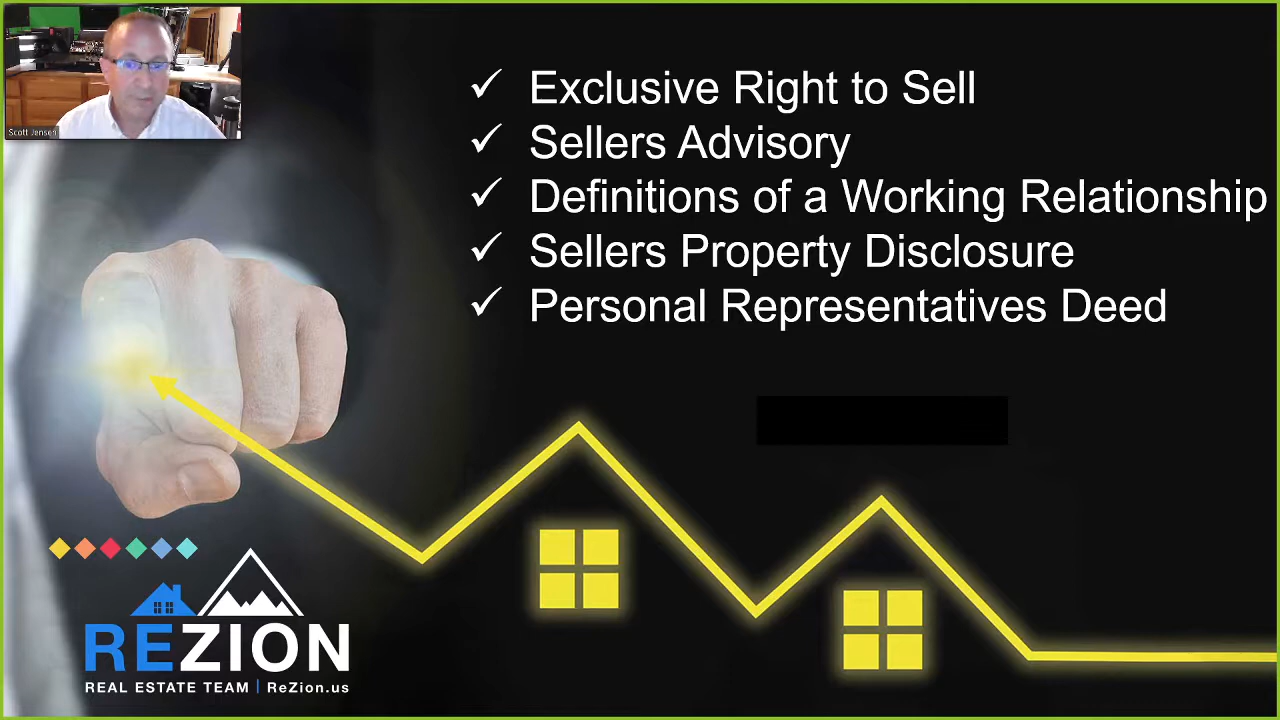 Scott Jensen
✓ Exclusive Right to Sell
✓ Sellers Advisory
✓ Definitions of a Working Relationship
✓ Sellers Property Disclosure
✓ Personal Representatives Deed
REZION
REAL ESTATE TEAM | ReZion.us